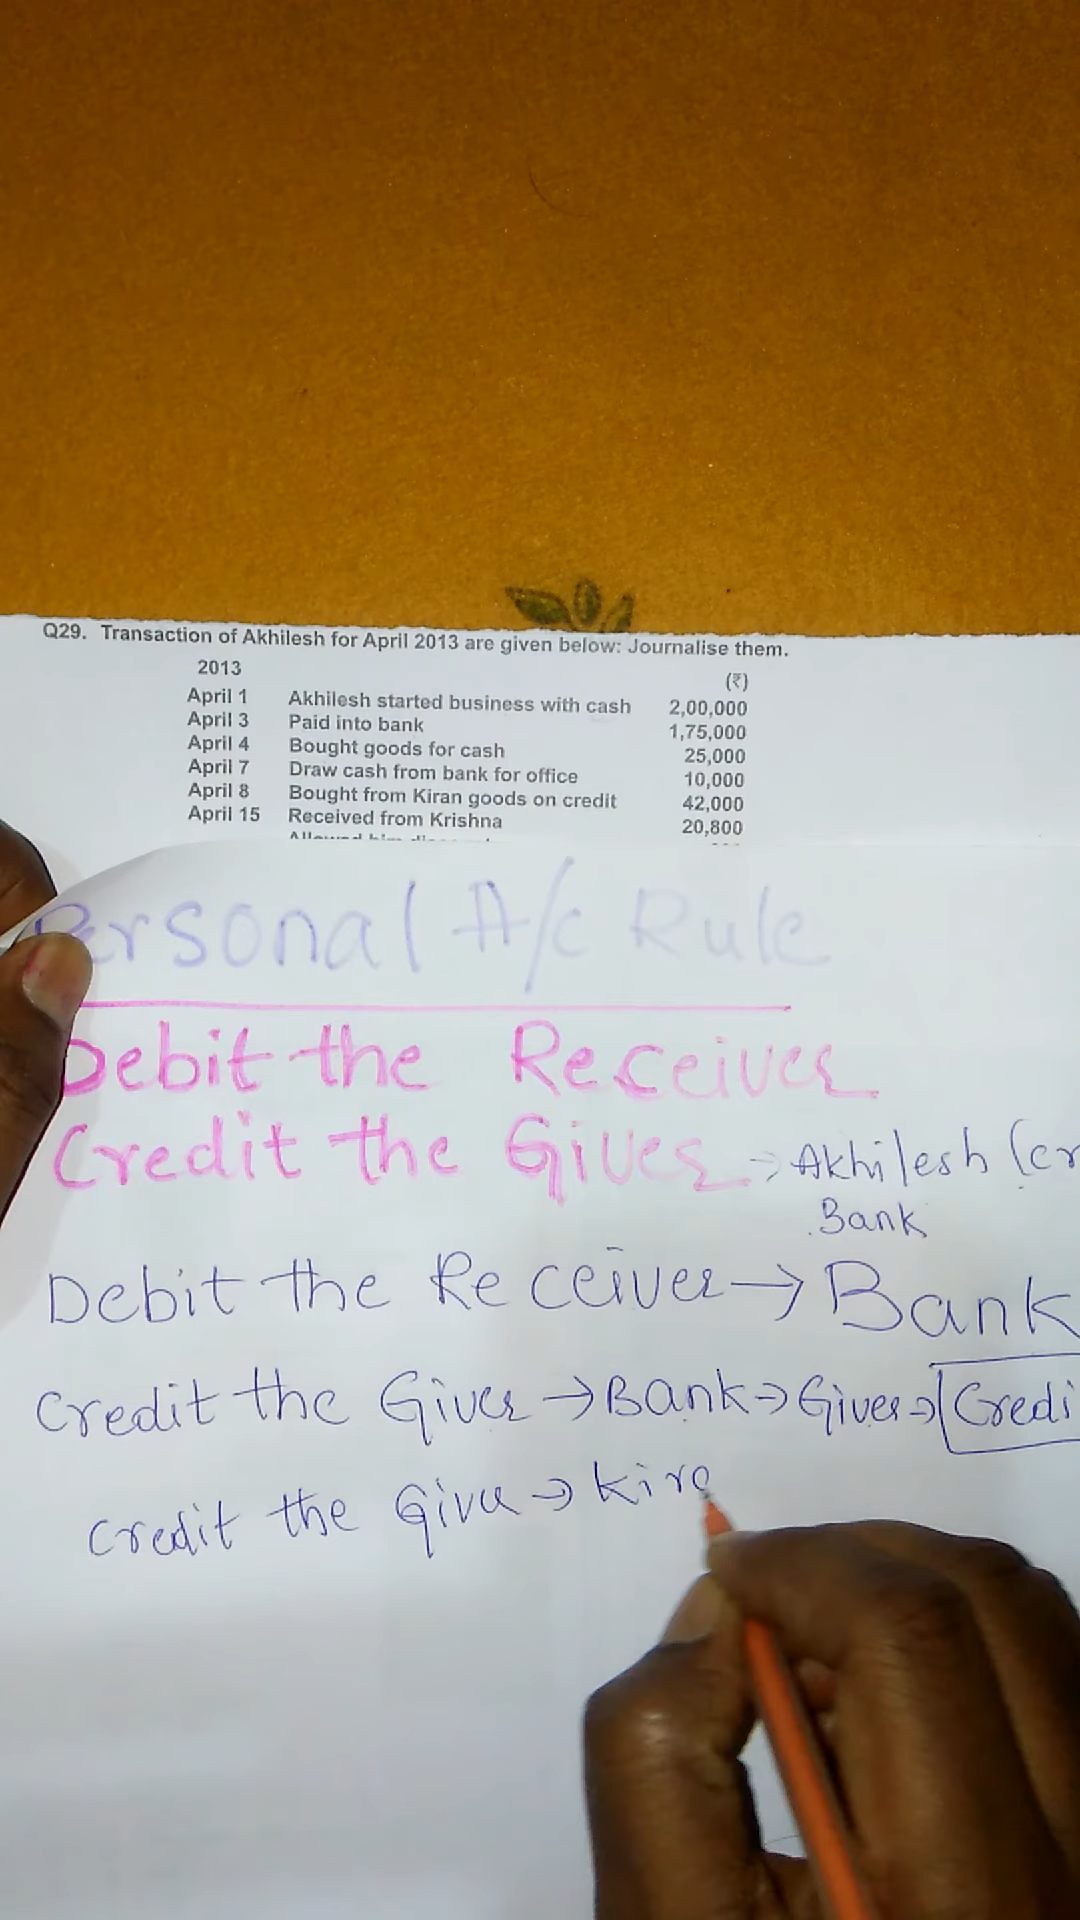 Q29. Transaction of Akhilesh for April 2013 are given below: Journalise them.
2013 (₹)
April 1 Akhilesh started business with cash 2,00,000
April 3 Paid into bank 1,75,000
April 4 Bought goods for cash 25,000
April 7 Draw cash from bank for office 10,000
April 8 Bought from Kiran goods on credit 42,000
April 15 Received from Krishna 20,800
Personal A/c Rule
Debit the Receiver
Credit the Giver → Akhilesh (cr
Bank
Debit the Receiver → Bank
Credit the Giver → Bank → Giver → Credi
Credit the Giver → Kira